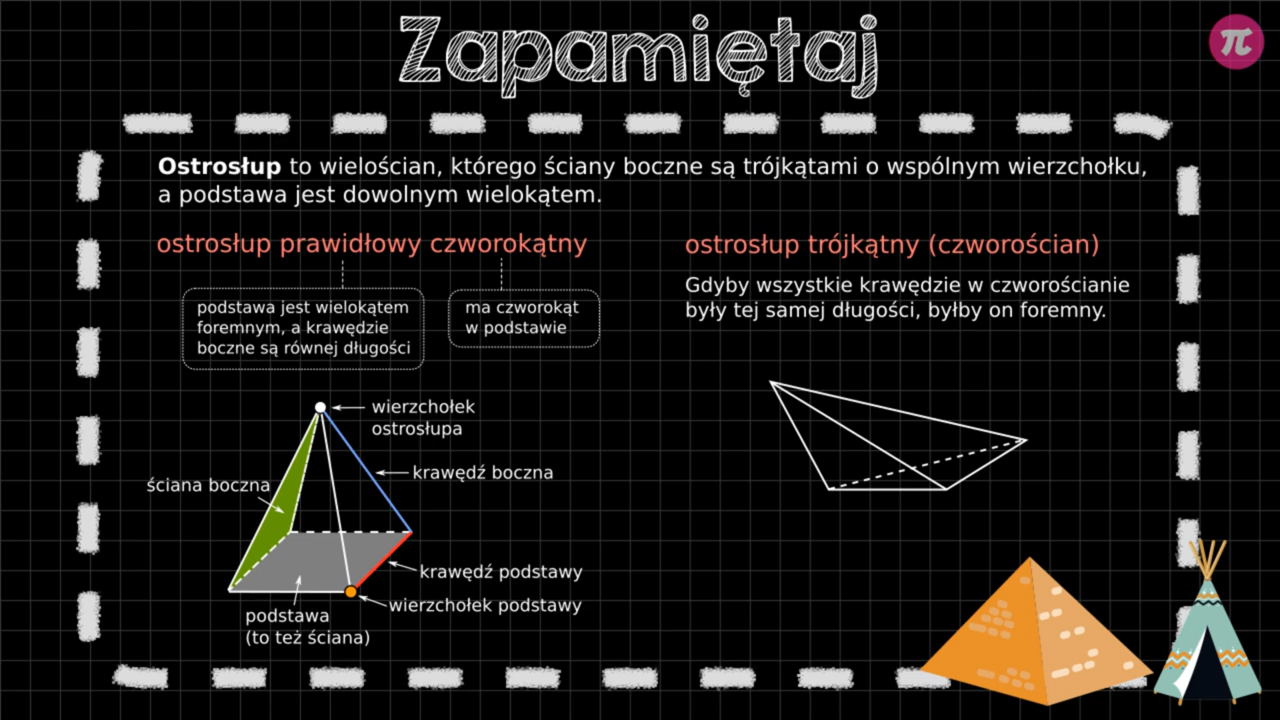 Zapamiętaj
π
Ostrosłup to wielościan, którego ściany boczne są trójkątami o wspólnym wierzchołku,
a podstawa jest dowolnym wielokątem.
ostrosłup prawidłowy czworokątny
podstawa jest wielokątem
foremnym, a krawędzie
boczne są równej długości
ma czworokąt
w podstawie
wierzchołek
ostrosłupa
krawędź boczna
ściana boczna
krawędź podstawy
wierzchołek podstawy
podstawa
(to też ściana)
ostrosłup trójkątny (czworościan)
Gdyby wszystkie krawędzie w czworościanie
były tej samej długości, byłby on foremny.